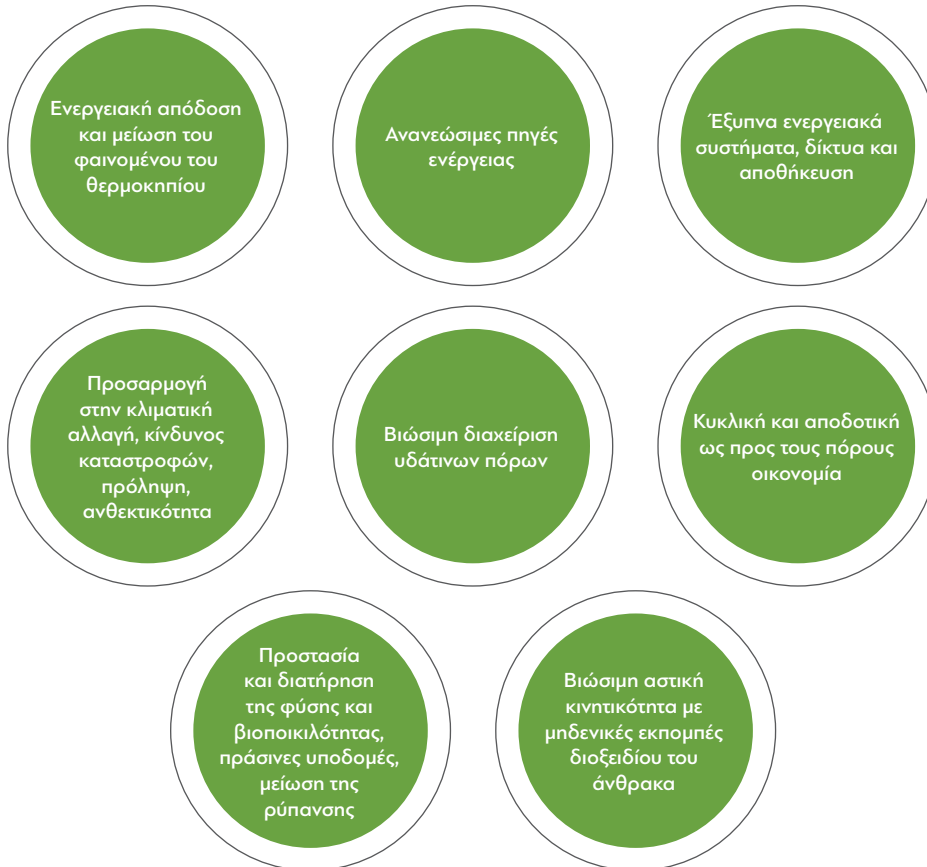 Ενεργειακή απόδοση
και μείωση του
φαινομένου του
θερμοκηπίου
Ανανεώσιμες πηγές
ενέργειας
Έξυπνα ενεργειακά
συστήματα, δίκτυα και
αποθήκευση
Προσαρμογή
στην κλιματική
αλλαγή, κίνδυνος
καταστροφών,
πρόληψη,
ανθεκτικότητα
Βιώσιμη διαχείριση
υδάτινων πόρων
Κυκλική και αποδοτική
ως προς τους πόρους
οικονομία
Προστασία
και διατήρηση
της φύσης και
βιοποικιλότητας,
πράσινες υποδομές,
μείωση της
ρύπανσης
Βιώσιμη αστική
κινητικότητα με
μηδενικές εκπομπές
διοξειδίου του
άνθρακα